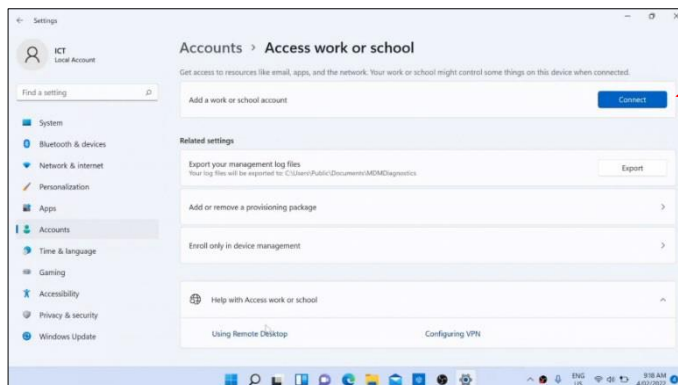 Settings
ICT
Local Account
Find a setting
System
Bluetooth & devices
Network & internet
Personalization
Apps
Accounts
Time & language
Gaming
Accessibility
Privacy & security
Windows Update
Accounts > Access work or school
Get access to resources like email, apps, and the network. Your work or school might control some things on this device when connected.
Add a work or school account
Connect
Related settings
Export your management log files
Your log files will be exported to: C:\Users\Public\Documents\MDMDiagnostics
Export
Add or remove a provisioning package
Enroll only in device management
Help with Access work or school
Using Remote Desktop
Configuring VPN
ENG
US
9:18 AM
4/02/2022